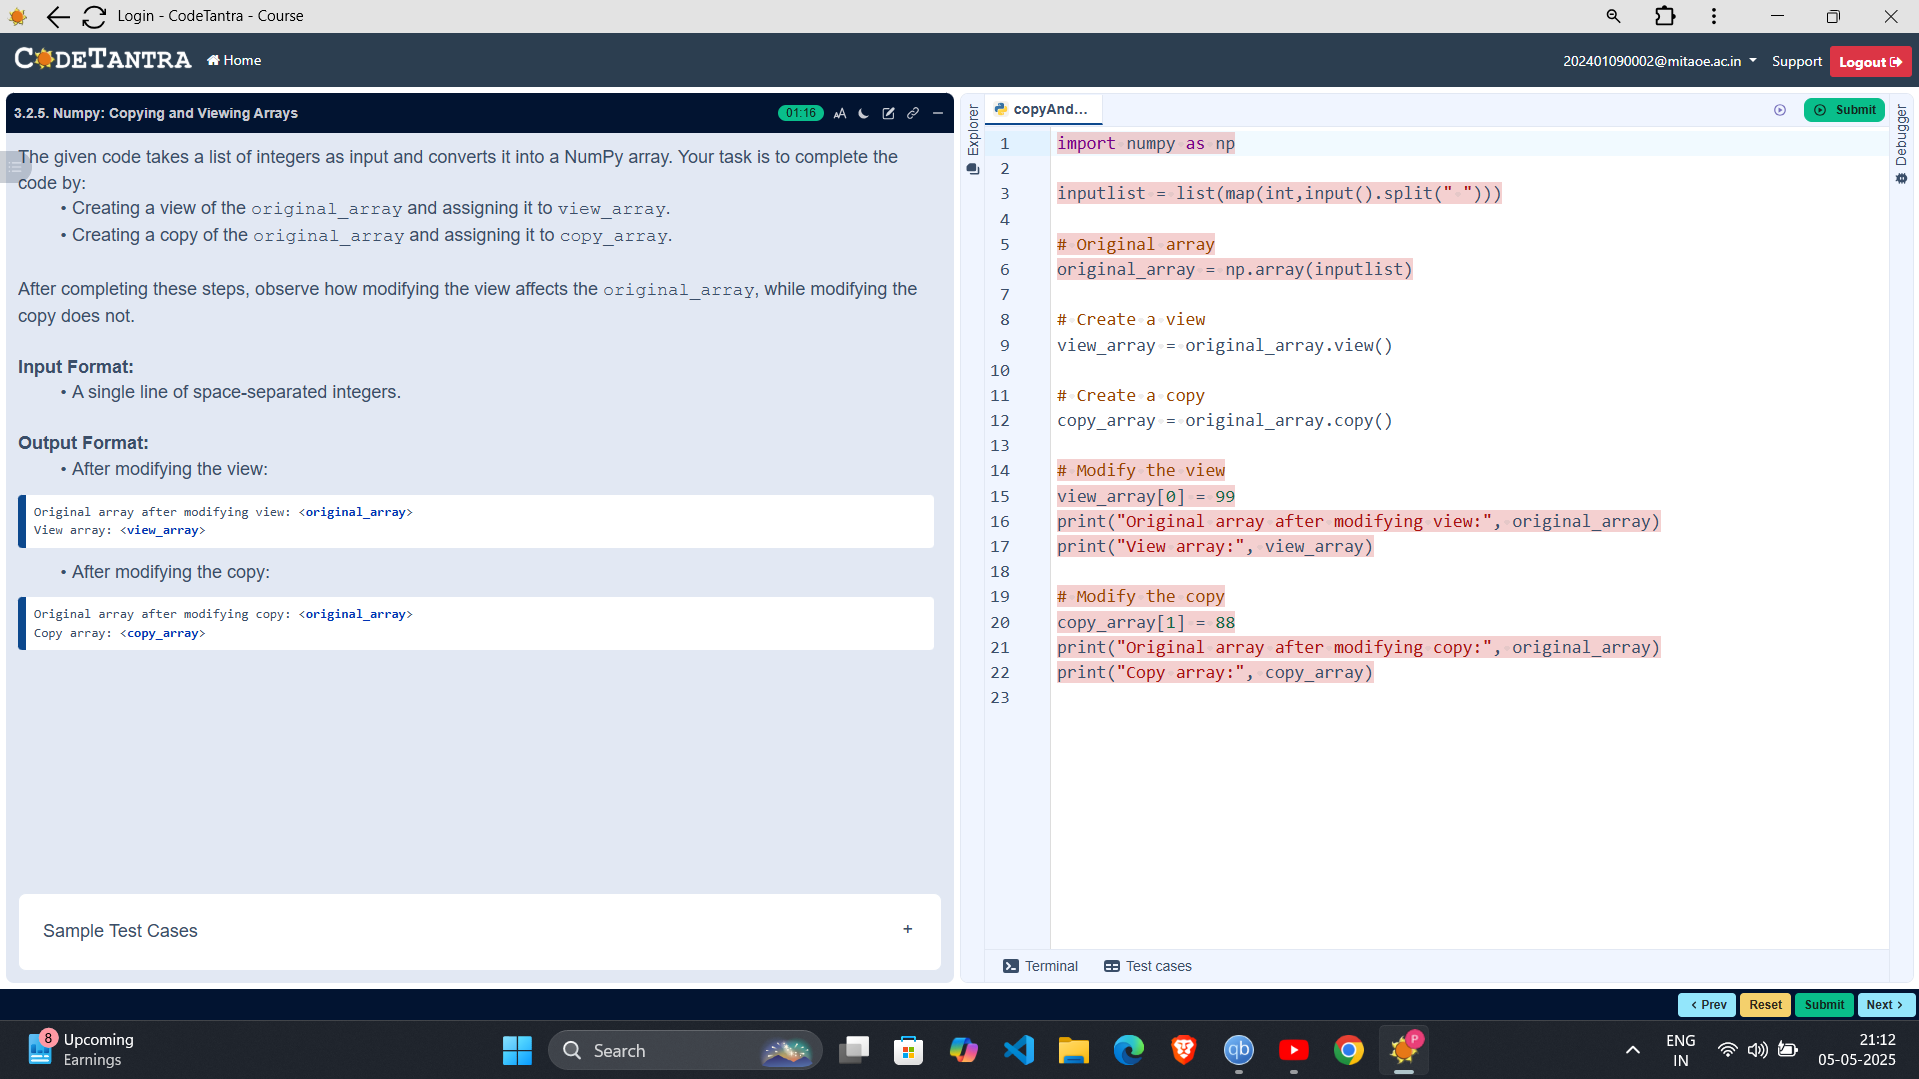 Login - CodeTantra - Course
CODETANTRA
Home
202401090002@mitaoe.ac.in
Support
Logout
3.2.5. Numpy: Copying and Viewing Arrays
01:16
AA
The given code takes a list of integers as input and converts it into a NumPy array. Your task is to complete the
code by:
• Creating a view of the original_array and assigning it to view_array.
• Creating a copy of the original_array and assigning it to copy_array.
After completing these steps, observe how modifying the view affects the original_array, while modifying the
copy does not.
Input Format:
• A single line of space-separated integers.
Output Format:
• After modifying the view:
Original array after modifying view: <original_array>
View array: <view_array>
• After modifying the copy:
Original array after modifying copy: <original_array>
Copy array: <copy_array>
Sample Test Cases
+
Explorer
copyAnd...
Submit
Debugger
1 import numpy as np
2
3 inputlist = list(map(int,input().split(" ")))
4
5 # Original array
6 original_array = np.array(inputlist)
7
8 # Create a view
9 view_array = original_array.view()
10
11 # Create a copy
12 copy_array = original_array.copy()
13
14 # Modify the view
15 view_array[0] = 99
16 print("Original array after modifying view:", original_array)
17 print("View array:", view_array)
18
19 # Modify the copy
20 copy_array[1] = 88
21 print("Original array after modifying copy:", original_array)
22 print("Copy array:", copy_array)
23
Terminal
Test cases
< Prev
Reset
Submit
Next >
8
Upcoming
Earnings
Search
qb
P
ENG
IN
21:12
05-05-2025